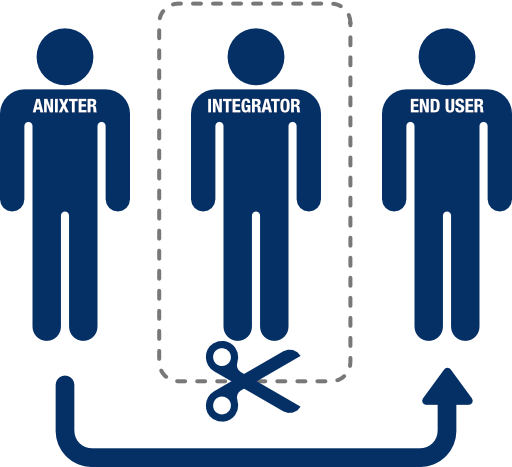 ANIXTER
INTEGRATOR
END USER